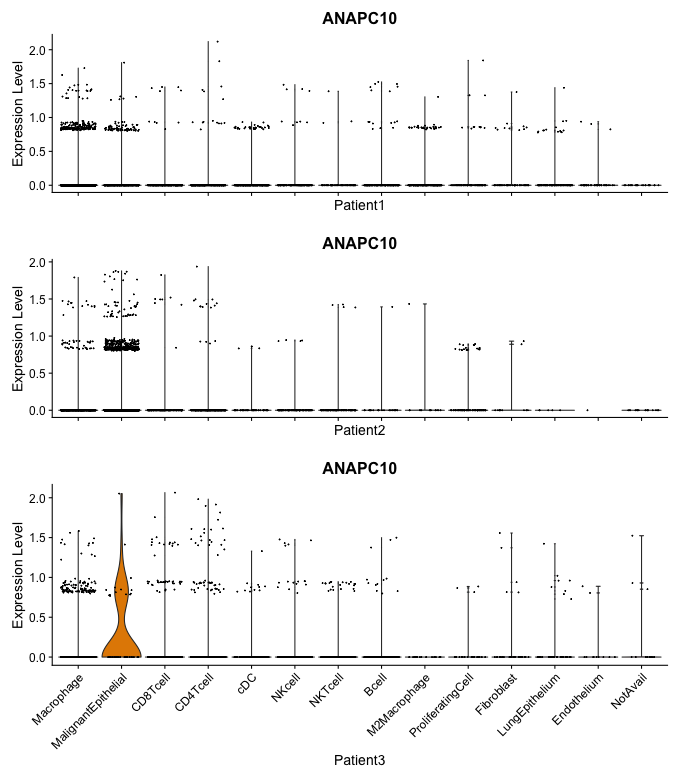 ANAPC10
Expression Level
2.0
1.5
1.0
0.5
0.0
Patient1
ANAPC10
Expression Level
2.0
1.5
1.0
0.5
0.0
Patient2
ANAPC10
Expression Level
2.0
1.5
1.0
0.5
0.0
Macrophage
MalignantEpithelial
CD8Tcell
CD4Tcell
cDC
NKcell
NKTcell
Bcell
M2Macrophage
ProliferatingCell
Fibroblast
LungEpithelium
Endothelium
NotAvail
Patient3